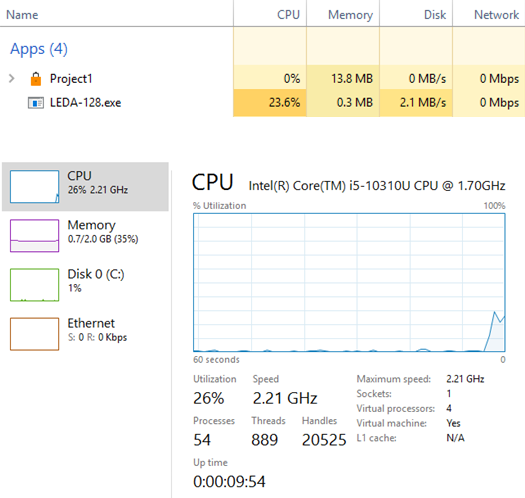 Name CPU Memory Disk Network
Apps (4)
Project1 0% 13.8 MB 0 MB/s 0 Mbps
LEDA-128.exe 23.6% 0.3 MB 2.1 MB/s 0 Mbps
CPU
26% 2.21 GHz
Memory
0.7/2.0 GB (35%)
Disk 0 (C:)
1%
Ethernet
S: 0 R: 0 Kbps
CPU Intel(R) Core(TM) i5-10310U CPU @ 1.70GHz
% Utilization 100%
60 seconds 0
Utilization Speed
26% 2.21 GHz
Processes Threads Handles
54 889 20525
Up time
0:00:09:54
Maximum speed: 2.21 GHz
Sockets: 1
Virtual processors: 4
Virtual machine: Yes
L1 cache: N/A